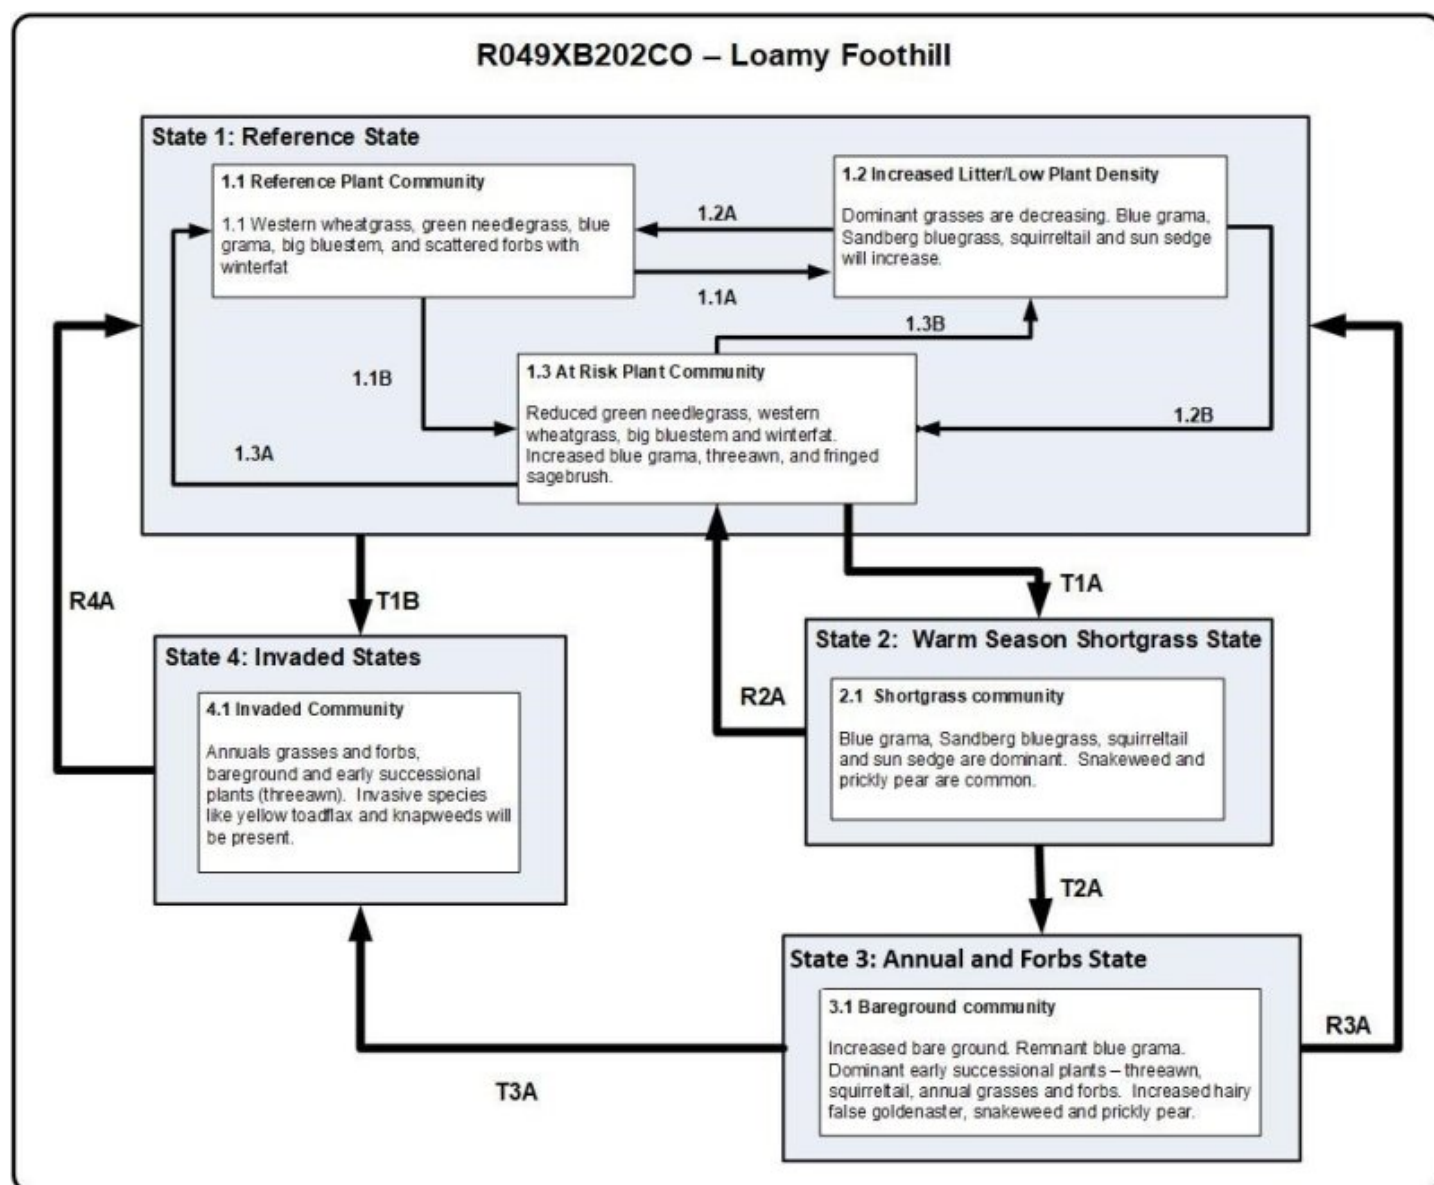 R049XB202CO – Loamy Foothill
State 1: Reference State
1.1 Reference Plant Community
1.1 Western wheatgrass, green needlegrass, blue
grama, big bluestem, and scattered forbs with
winterfat
1.2A
1.1A
1.2 Increased Litter/Low Plant Density
Dominant grasses are decreasing. Blue grama,
Sandberg bluegrass, squirreltail and sun sedge
will increase.
1.3B
1.1B
1.3 At Risk Plant Community
Reduced green needlegrass, western
wheatgrass, big bluestem and winterfat.
Increased blue grama, threeawn, and fringed
sagebrush.
1.2B
1.3A
R4A
T1B
T1A
State 4: Invaded States
4.1 Invaded Community
Annuals grasses and forbs,
bareground and early successional
plants (threeawn). Invasive species
like yellow toadflax and knapweeds will
be present.
R2A
State 2: Warm Season Shortgrass State
2.1 Shortgrass community
Blue grama, Sandberg bluegrass, squirreltail
and sun sedge are dominant. Snakeweed and
prickly pear are common.
T2A
State 3: Annual and Forbs State
3.1 Bareground community
Increased bare ground. Remnant blue grama.
Dominant early successional plants – threeawn,
squirreltail, annual grasses and forbs. Increased hairy
false goldenaster, snakeweed and prickly pear.
R3A
T3A